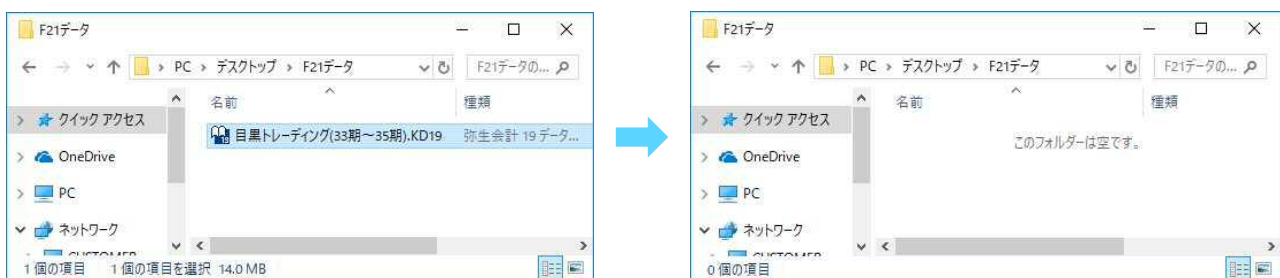 F21データ
PC › デスクトップ › F21データ
F21データの...
名前
種類
クイック アクセス
目黒トレーディング(33期～35期).KD19
弥生会計 19 データ...
OneDrive
PC
ネットワーク
1 個の項目
1 個の項目を選択 14.0 MB
F21データ
PC › デスクトップ › F21データ
F21データの...
名前
種類
クイック アクセス
このフォルダーは空です。
OneDrive
PC
ネットワーク
0 個の項目